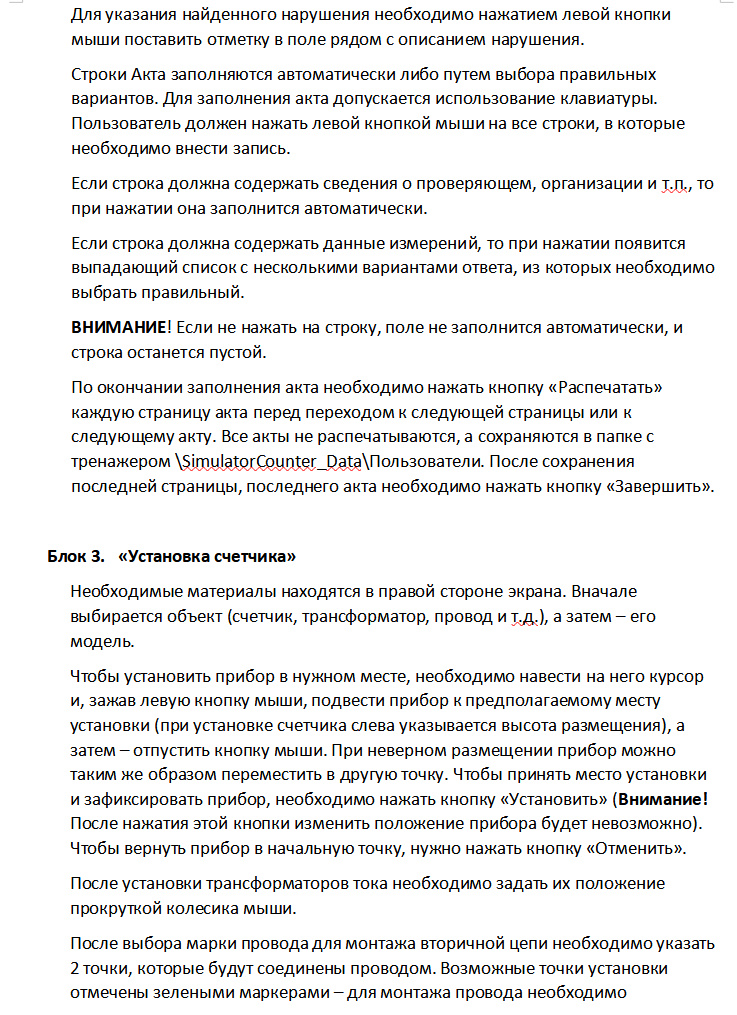 Для указания найденного нарушения необходимо нажатием левой кнопки
мыши поставить отметку в поле рядом с описанием нарушения.
Строки Акта заполняются автоматически либо путем выбора правильных
вариантов. Для заполнения акта допускается использование клавиатуры.
Пользователь должен нажать левой кнопкой мыши на все строки, в которые
необходимо внести запись.
Если строка должна содержать сведения о проверяющем, организации и т.п., то
при нажатии она заполнится автоматически.
Если строка должна содержать данные измерений, то при нажатии появится
выпадающий список с несколькими вариантами ответа, из которых необходимо
выбрать правильный.
ВНИМАНИЕ! Если не нажать на строку, поле не заполнится автоматически, и
строка останется пустой.
По окончании заполнения акта необходимо нажать кнопку «Распечатать»
каждую страницу акта перед переходом к следующей страницы или к
следующему акту. Все акты не распечатываются, а сохраняются в папке с
тренажером \SimulatorCounter_Data\Пользователи. После сохранения
последней страницы, последнего акта необходимо нажать кнопку «Завершить».
Блок 3. «Установка счетчика»
Необходимые материалы находятся в правой стороне экрана. Вначале
выбирается объект (счетчик, трансформатор, провод и т.д.), а затем – его
модель.
Чтобы установить прибор в нужном месте, необходимо навести на него курсор
и, зажав левую кнопку мыши, подвести прибор к предполагаемому месту
установки (при установке счетчика слева указывается высота размещения), а
затем – отпустить кнопку мыши. При неверном размещении прибор можно
таким же образом переместить в другую точку. Чтобы принять место установки
и зафиксировать прибор, необходимо нажать кнопку «Установить» (Внимание!
После нажатия этой кнопки изменить положение прибора будет невозможно).
Чтобы вернуть прибор в начальную точку, нужно нажать кнопку «Отменить».
После установки трансформаторов тока необходимо задать их положение
прокруткой колесика мыши.
После выбора марки провода для монтажа вторичной цепи необходимо указать
2 точки, которые будут соединены проводом. Возможные точки установки
отмечены зелеными маркерами – для монтажа провода необходимо